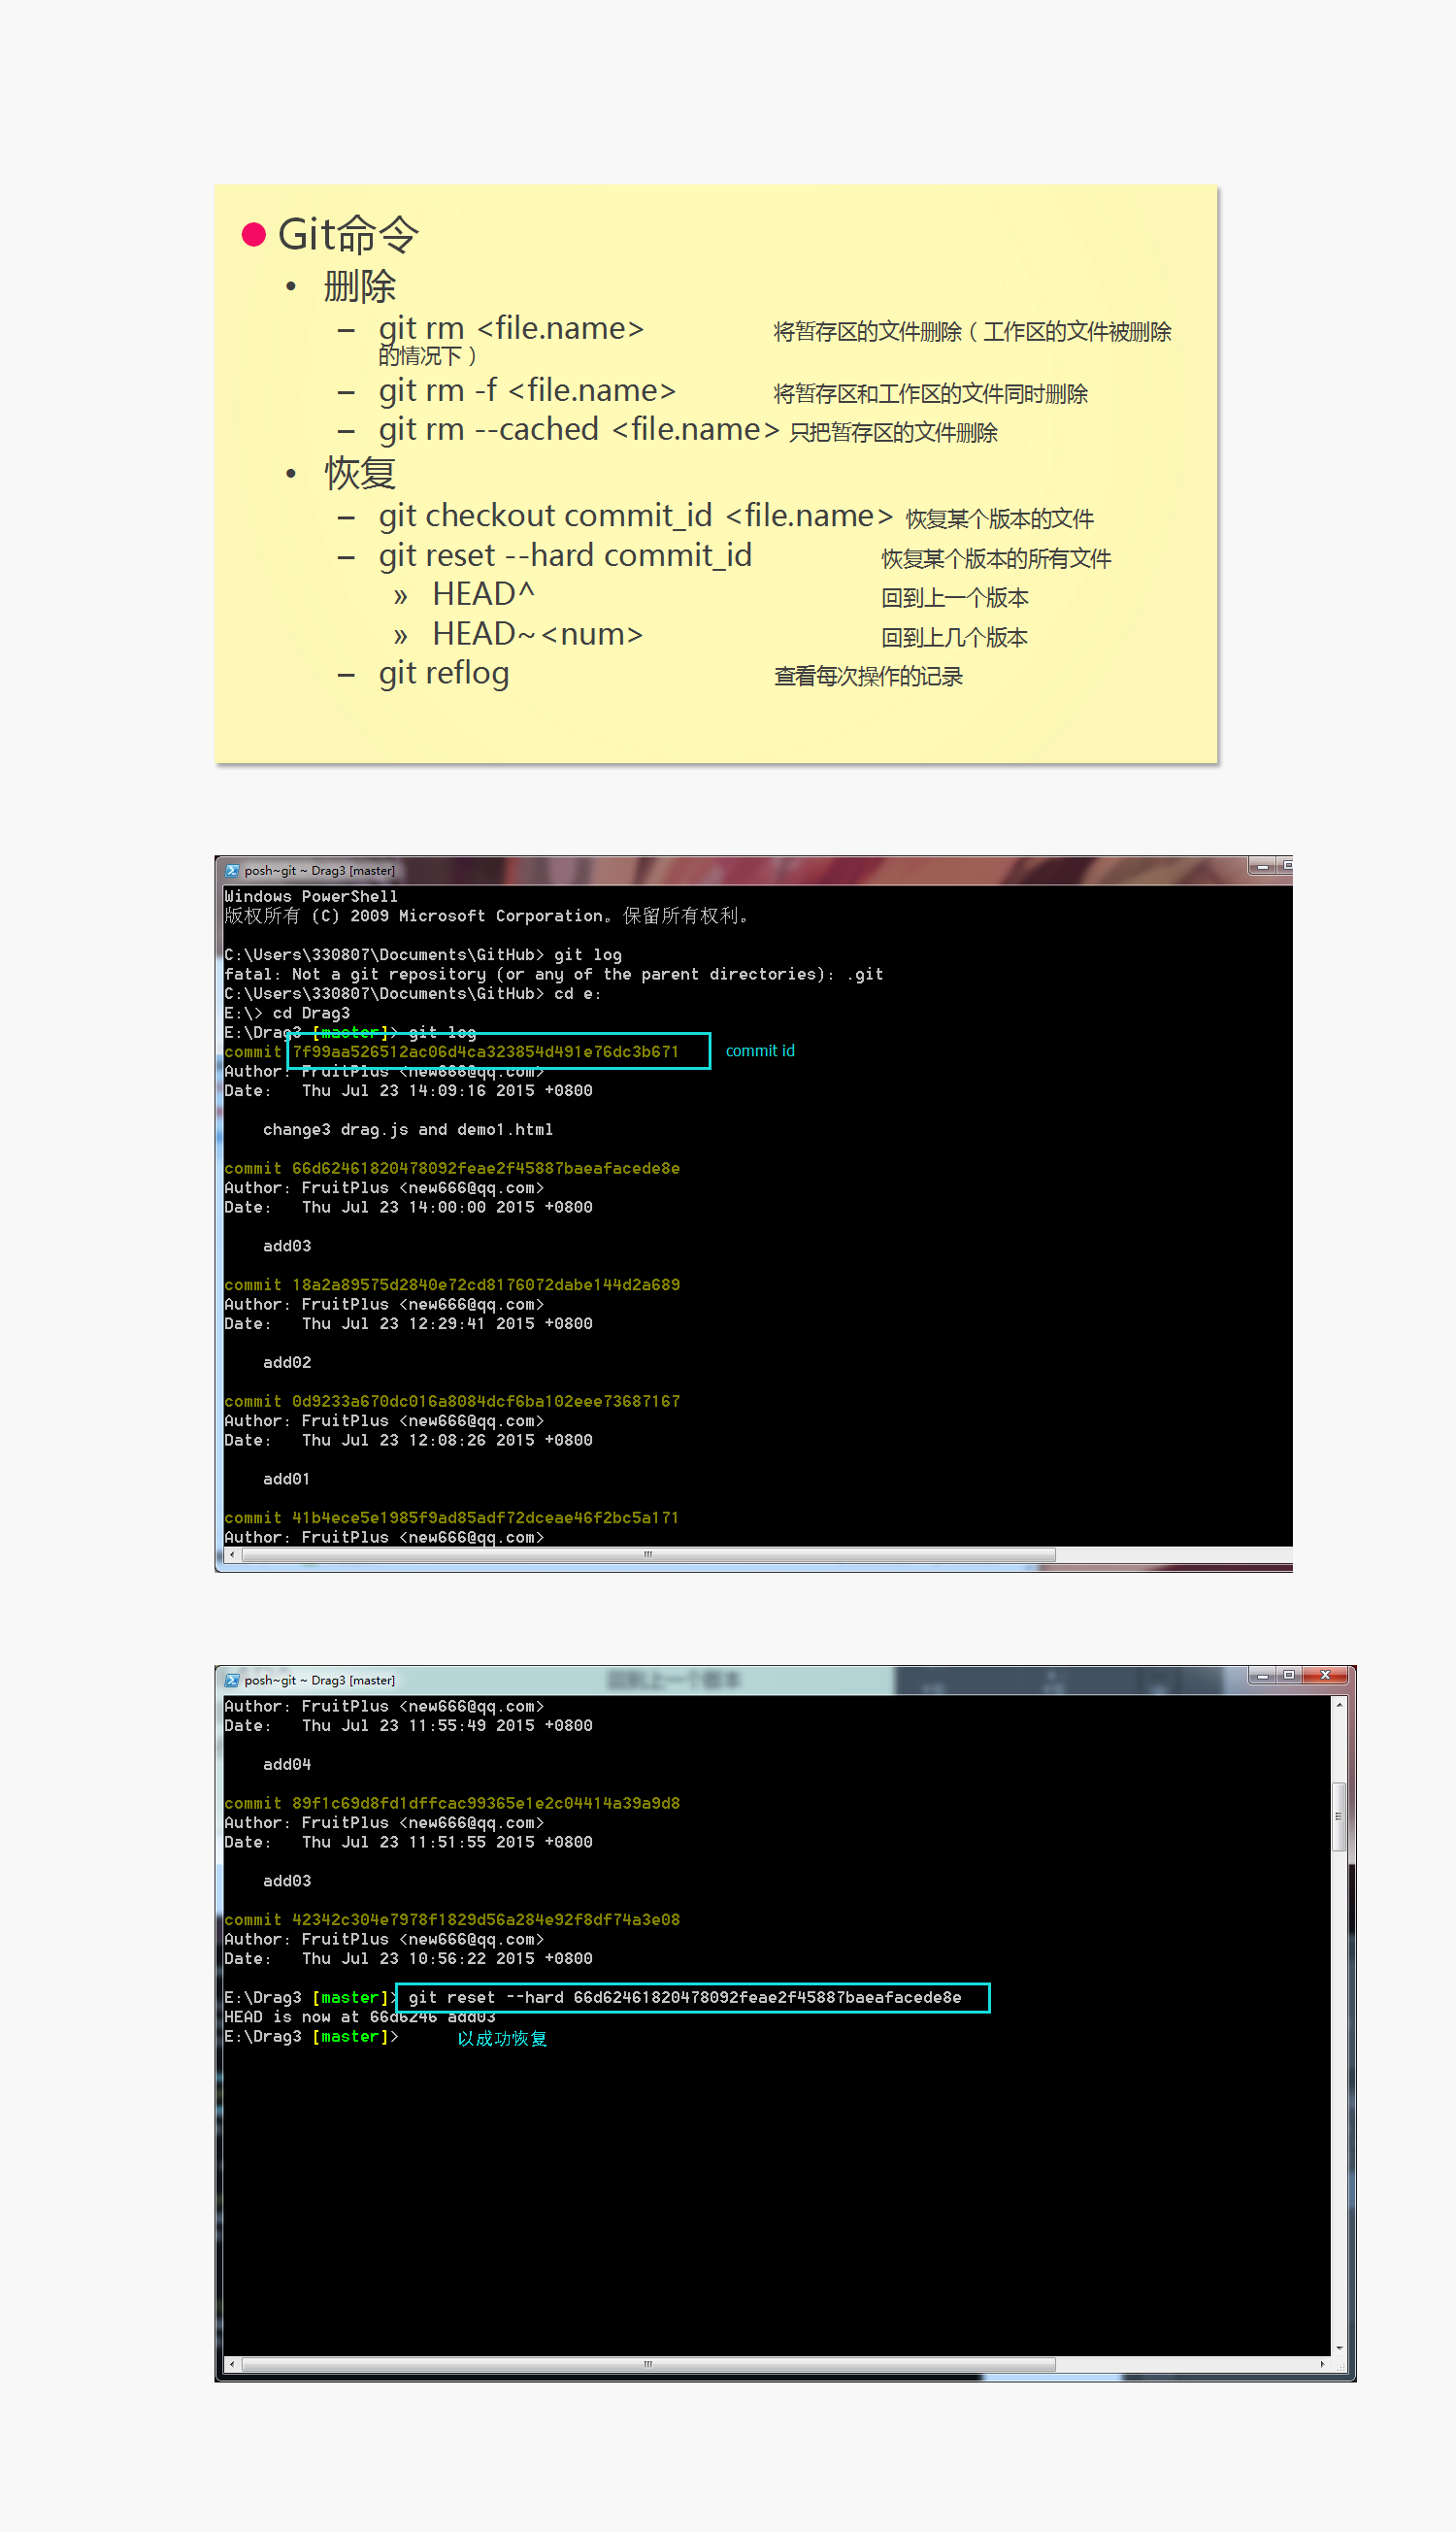 Git命令
• 删除
– git rm <file.name> 将暂存区的文件删除（工作区的文件被删除
的情况下）
– git rm -f <file.name> 将暂存区和工作区的文件同时删除
– git rm --cached <file.name> 只把暂存区的文件删除
• 恢复
– git checkout commit_id <file.name> 恢复某个版本的文件
– git reset --hard commit_id 恢复某个版本的所有文件
» HEAD^ 回到上一个版本
» HEAD~<num> 回到上几个版本
– git reflog 查看每次操作的记录
posh~git ~ Drag3 [master]
Windows PowerShell
版权所有 (C) 2009 Microsoft Corporation。保留所有权利。
C:\Users\330807\Documents\GitHub> git log
fatal: Not a git repository (or any of the parent directories): .git
C:\Users\330807\Documents\GitHub> cd e:
E:\> cd Drag3
E:\Drag3 [master]> git log
commit 7f99aa526512ac06d4ca323854d491e76dc3b671 commit id
Author: FruitPlus <new666@qq.com>
Date:   Thu Jul 23 14:09:16 2015 +0800
change3 drag.js and demo1.html
commit 66d62461820478092feae2f45887baeafacede8e
Author: FruitPlus <new666@qq.com>
Date:   Thu Jul 23 14:00:00 2015 +0800
add03
commit 18a2a89575d2840e72cd8176072dabe144d2a689
Author: FruitPlus <new666@qq.com>
Date:   Thu Jul 23 12:29:41 2015 +0800
add02
commit 0d9233a670dc016a8084dcf6ba102eee73687167
Author: FruitPlus <new666@qq.com>
Date:   Thu Jul 23 12:08:26 2015 +0800
add01
commit 41b4ece5e1985f9ad85adf72dceae46f2bc5a171
Author: FruitPlus <new666@qq.com>
posh~git ~ Drag3 [master] 回到上一个版本
Author: FruitPlus <new666@qq.com>
Date:   Thu Jul 23 11:55:49 2015 +0800
add04
commit 89f1c69d8fd1dffcac99365e1e2c04414a39a9d8
Author: FruitPlus <new666@qq.com>
Date:   Thu Jul 23 11:51:55 2015 +0800
add03
commit 42342c304e7978f1829d56a284e92f8df74a3e08
Author: FruitPlus <new666@qq.com>
Date:   Thu Jul 23 10:56:22 2015 +0800
E:\Drag3 [master]> git reset --hard 66d62461820478092feae2f45887baeafacede8e
HEAD is now at 66d6246 add03
E:\Drag3 [master]> 以成功恢复